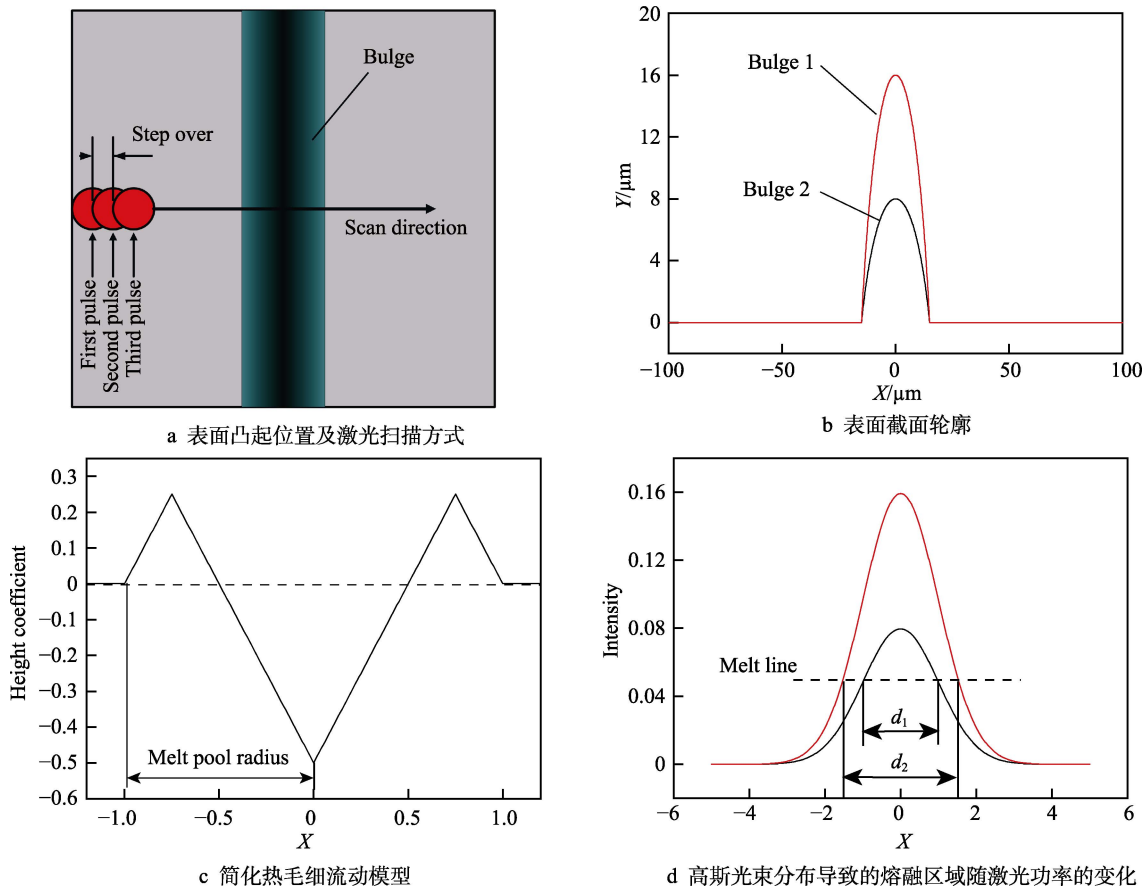 Bulge
Step over
Scan direction
First pulse
Second pulse
Third pulse
a 表面凸起位置及激光扫描方式
20
16
12
8
4
0
Y/μm
Bulge 1
Bulge 2
−100
−50
0
50
100
X/μm
b 表面截面轮廓
0.3
0.2
0.1
0
−0.1
−0.2
−0.3
−0.4
−0.5
−0.6
Height coefficient
Melt pool radius
−1.0
−0.5
0
0.5
1.0
X
c 简化热毛细流动模型
0.16
0.12
0.08
0.04
0
Intensity
Melt line
d1
d2
−6
−4
−2
0
2
4
6
X
d 高斯光束分布导致的熔融区域随激光功率的变化